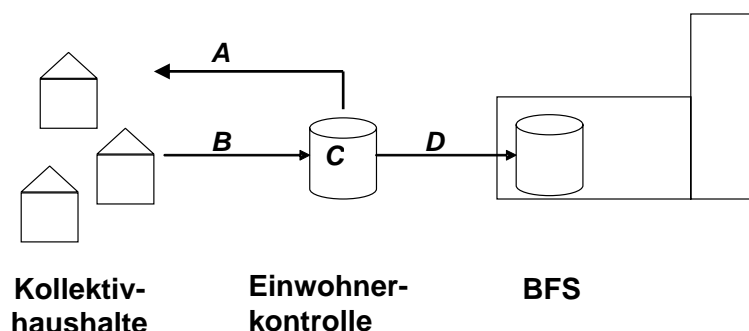 A
B
C
D
Kollektiv-
haushalte
Einwohner-
kontrolle
BFS